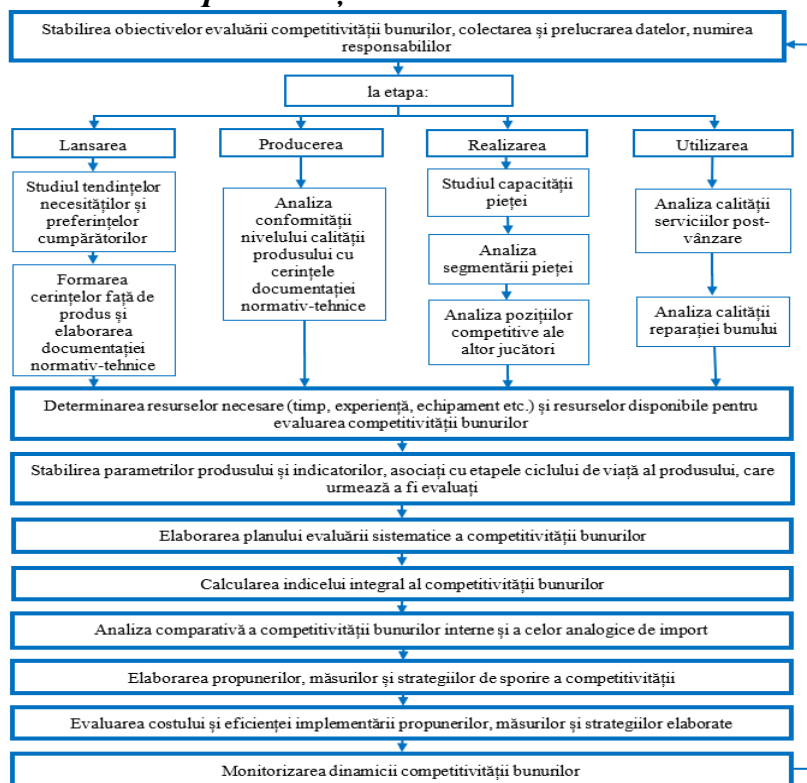 Stabilirea obiectivelor evaluării competitivității bunurilor, colectarea și prelucrarea datelor, numirea
responsabililor
la etapa:
Lansarea
Producerea
Realizarea
Utilizarea
Studiul tendințelor
necesităților și
preferințelor
cumpărătorilor
Formarea
cerințelor față de
produs și
elaborarea
documentației
normativ-tehnice
Analiza
conformității
nivelului calității
produsului cu
cerințele
documentației
normativ-tehnice
Studiul capacității
pieței
Analiza
segmentării pieței
Analiza pozițiilor
competitive ale
altor jucători
Analiza calității
serviciilor post-
vânzare
Analiza calității
reparației bunului
Determinarea resurselor necesare (timp, experiență, echipament etc.) și resurselor disponibile pentru
evaluarea competitivității bunurilor
Stabilirea parametrilor produsului și indicatorilor, asociați cu etapele ciclului de viață al produsului, care
urmează a fi evaluați
Elaborarea planului evaluării sistematice a competitivității bunurilor
Calcularea indicelui integral al competitivității bunurilor
Analiza comparativă a competitivității bunurilor interne și a celor analogice de import
Elaborarea propunerilor, măsurilor și strategiilor de sporire a competitivității
Evaluarea costului și eficienței implementării propunerilor, măsurilor și strategiilor elaborate
Monitorizarea dinamicii competitivității bunurilor